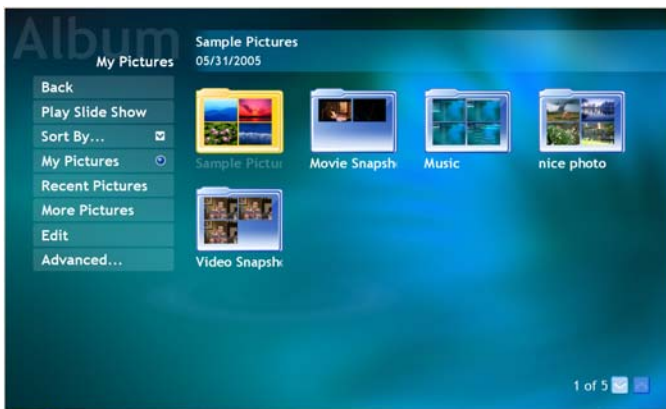 Album
My Pictures
Sample Pictures
05/31/2005
Back
Play Slide Show
Sort By...
My Pictures
Recent Pictures
More Pictures
Edit
Advanced...
Sample Pictur
Movie Snapsh
Music
nice photo
Video Snapsh
1 of 5